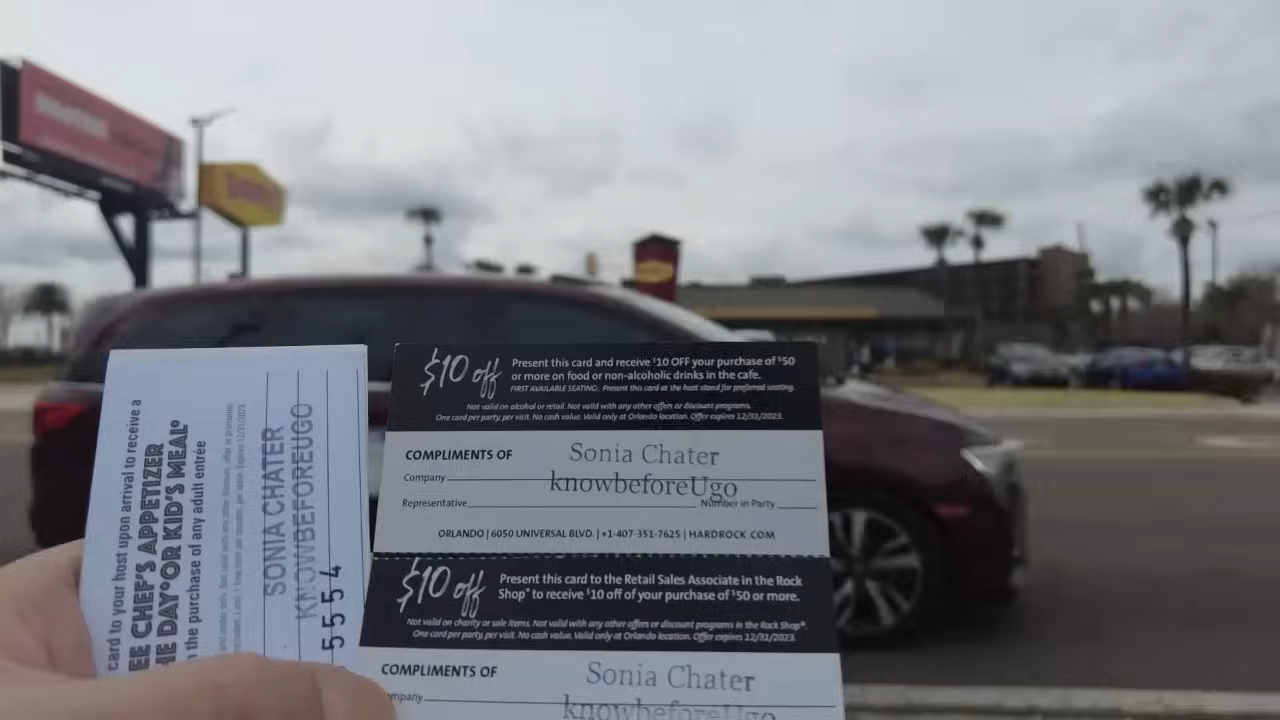 card to your host upon arrival to receive a
EE CHEF'S APPETIZER
HE DAY® OR KID'S MEAL®
the purchase of any adult entrée
SONIA CHATER
KNOWBEFOREUGO
5554
$10 off
Present this card and receive $10 OFF your purchase of $50
or more on food or non-alcoholic drinks in the cafe.
FIRST AVAILABLE SEATING: Present this card at the host stand for preferred seating.
Not valid on alcohol or retail. Not valid with any other offers or discount programs.
One card per party, per visit. No cash value. Valid only at Orlando location. Offer expires 12/31/2023.
COMPLIMENTS OF Sonia Chater
Company knowbeforeUgo
Representative Number in Party
ORLANDO | 6050 UNIVERSAL BLVD. | +1-407-351-7625 | HARDROCK.COM
$10 off
Present this card to the Retail Sales Associate in the Rock
Shop® to receive $10 off of your purchase of $50 or more.
Not valid on charity or sale items. Not valid with any other offers or discount programs in the Rock Shop®.
One card per party, per visit. No cash value. Valid only at Orlando location. Offer expires 12/31/2023.
COMPLIMENTS OF Sonia Chater
ompany knowbeforeUgo